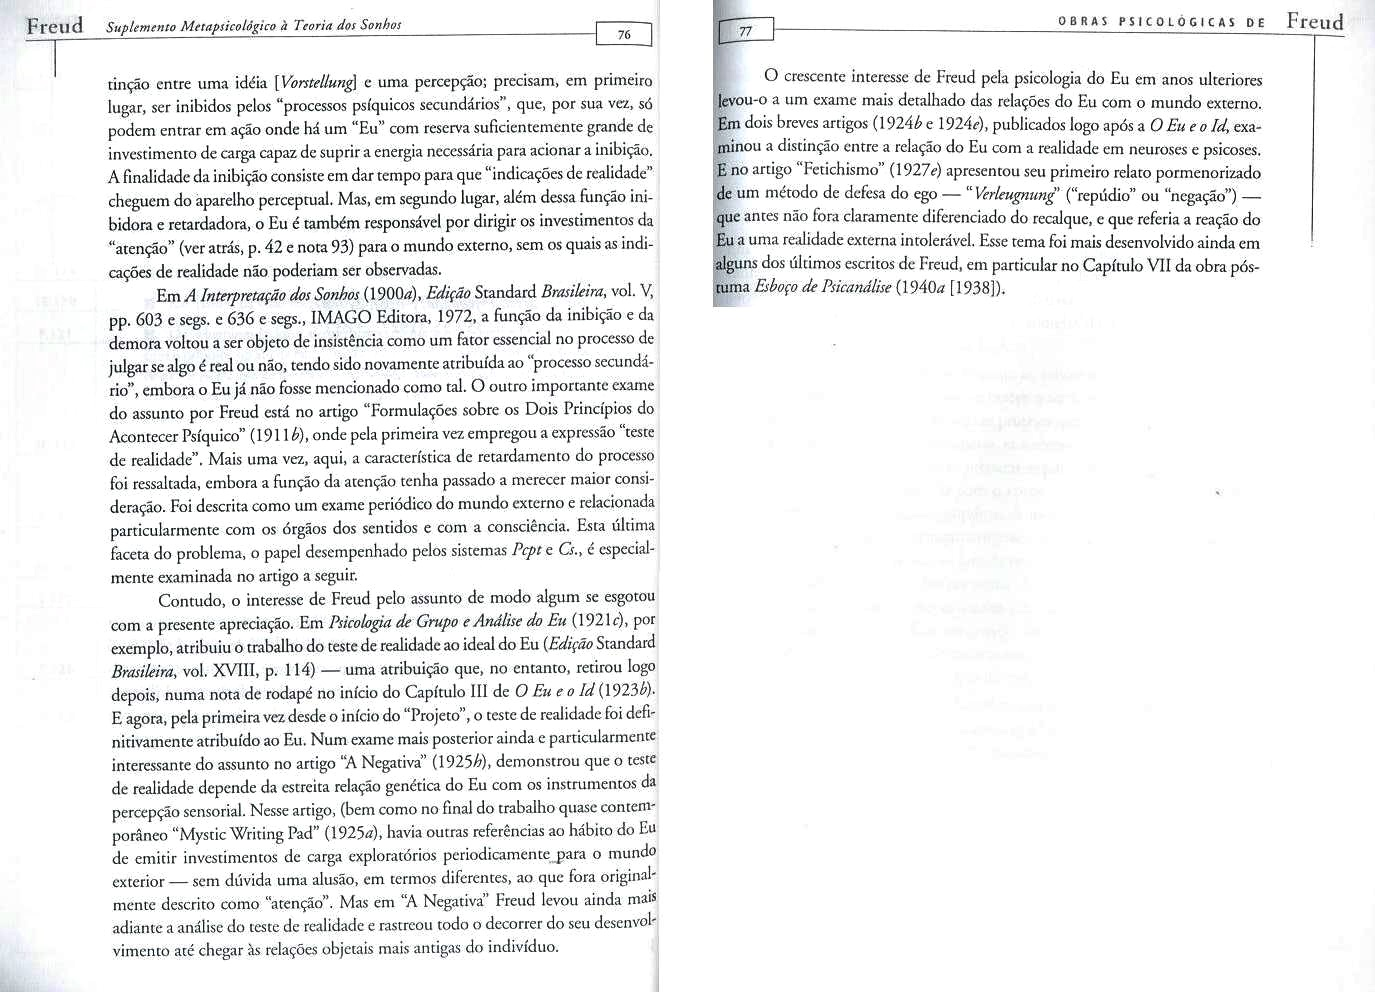 Freud Suplemento Metapsicológico à Teoria dos Sonhos 76
tinção entre uma idéia [Vorstellung] e uma percepção; precisam, em primeiro
lugar, ser inibidos pelos “processos psíquicos secundários”, que, por sua vez, só
podem entrar em ação onde há um “Eu” com reserva suficientemente grande de
investimento de carga capaz de suprir a energia necessária para acionar a inibição.
A finalidade da inibição consiste em dar tempo para que “indicações de realidade”
cheguem do aparelho perceptual. Mas, em segundo lugar, além dessa função ini-
bidora e retardadora, o Eu é também responsável por dirigir os investimentos da
“atenção” (ver atrás, p. 42 e nota 93) para o mundo externo, sem os quais as indi-
cações de realidade não poderiam ser observadas.
Em A Interpretação dos Sonhos (1900a), Edição Standard Brasileira, vol. V,
pp. 603 e segs. e 636 e segs., IMAGO Editora, 1972, a função da inibição e da
demora voltou a ser objeto de insistência como um fator essencial no processo de
julgar se algo é real ou não, tendo sido novamente atribuída ao “processo secundá-
rio”, embora o Eu já não fosse mencionado como tal. O outro importante exame
do assunto por Freud está no artigo “Formulações sobre os Dois Princípios do
Acontecer Psíquico” (1911b), onde pela primeira vez empregou a expressão “teste
de realidade”. Mais uma vez, aqui, a característica de retardamento do processo
foi ressaltada, embora a função da atenção tenha passado a merecer maior consi-
deração. Foi descrita como um exame periódico do mundo externo e relacionada
particularmente com os órgãos dos sentidos e com a consciência. Esta última
faceta do problema, o papel desempenhado pelos sistemas Pcpt e Cs., é especial-
mente examinada no artigo a seguir.
Contudo, o interesse de Freud pelo assunto de modo algum se esgotou
com a presente apreciação. Em Psicologia de Grupo e Análise do Eu (1921c), por
exemplo, atribuiu o trabalho do teste de realidade ao ideal do Eu (Edição Standard
Brasileira, vol. XVIII, p. 114) — uma atribuição que, no entanto, retirou logo
depois, numa nota de rodapé no início do Capítulo III de O Eu e o Id (1923b).
E agora, pela primeira vez desde o início do “Projeto”, o teste de realidade foi defi-
nitivamente atribuído ao Eu. Num exame mais posterior ainda e particularmente
interessante do assunto no artigo “A Negativa” (1925h), demonstrou que o teste
de realidade depende da estreita relação genética do Eu com os instrumentos da
percepção sensorial. Nesse artigo, (bem como no final do trabalho quase contem-
porâneo “Mystic Writing Pad” (1925a), havia outras referências ao hábito do Eu
de emitir investimentos de carga exploratórios periodicamente para o mundo
exterior — sem dúvida uma alusão, em termos diferentes, ao que fora original-
mente descrito como “atenção”. Mas em “A Negativa” Freud levou ainda mais
adiante a análise do teste de realidade e rastreou todo o decorrer do seu desenvol-
vimento até chegar às relações objetais mais antigas do indivíduo.
77 OBRAS PSICOLÓGICAS DE Freud
O crescente interesse de Freud pela psicologia do Eu em anos ulteriores
levou-o a um exame mais detalhado das relações do Eu com o mundo externo.
Em dois breves artigos (1924b e 1924e), publicados logo após a O Eu e o Id, exa-
minou a distinção entre a relação do Eu com a realidade em neuroses e psicoses.
E no artigo “Fetichismo” (1927e) apresentou seu primeiro relato pormenorizado
de um método de defesa do ego — “Verleugnung” (“repúdio” ou “negação”) —
que antes não fora claramente diferenciado do recalque, e que referia a reação do
Eu a uma realidade externa intolerável. Esse tema foi mais desenvolvido ainda em
alguns dos últimos escritos de Freud, em particular no Capítulo VII da obra pós-
tuma Esboço de Psicanálise (1940a [1938]).